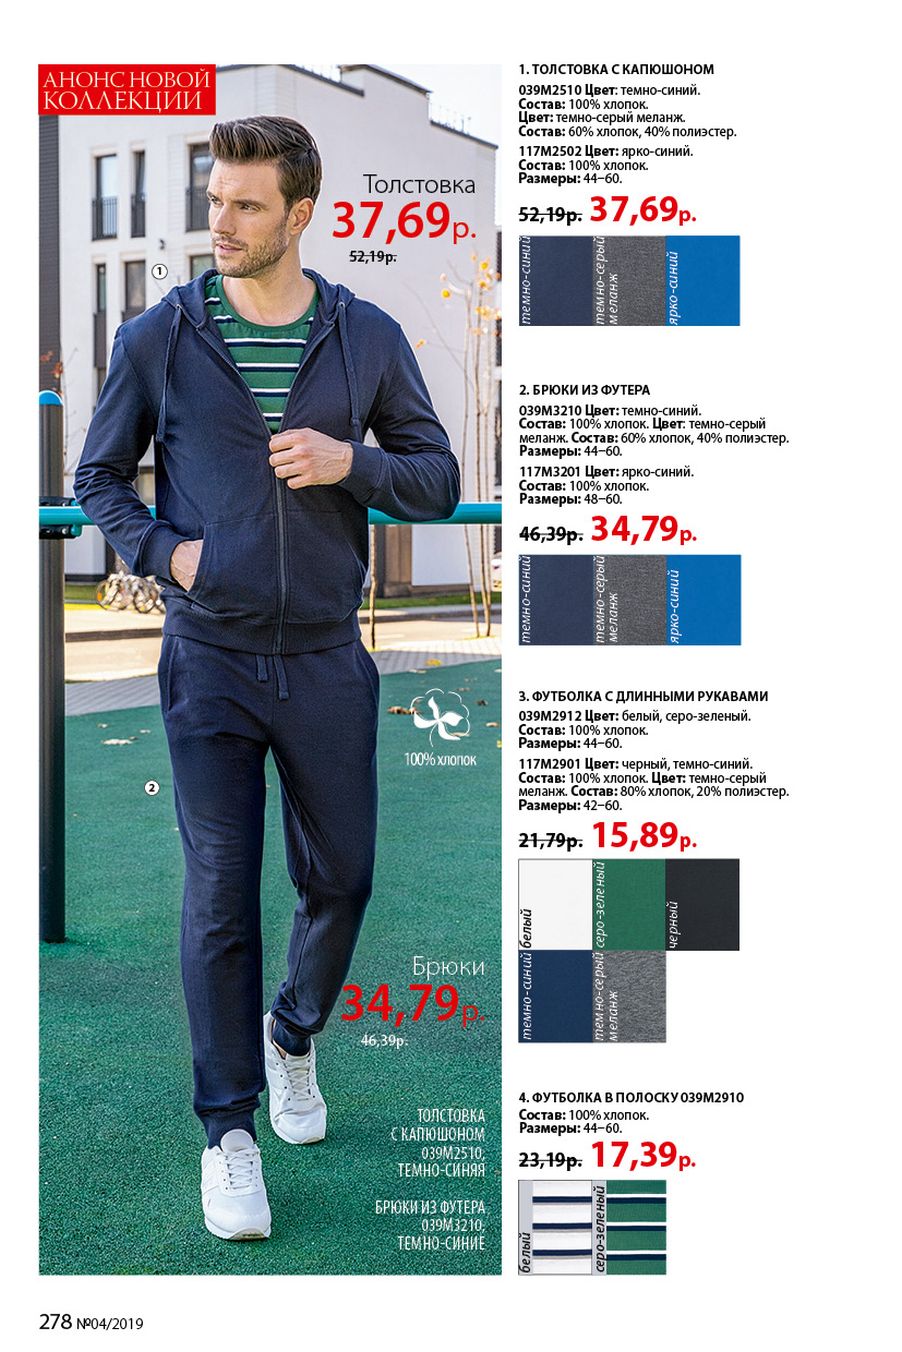 АНОНС НОВОЙ
КОЛЛЕКЦИИ
Толстовка
37,69р.
52,19р.
1
100% хлопок
2
Брюки
34,79р.
46,39р.
ТОЛСТОВКА
С КАПЮШОНОМ
039М2510,
ТЕМНО-СИНЯЯ
БРЮКИ ИЗ ФУТЕРА
039М3210,
ТЕМНО-СИНИЕ
1. ТОЛСТОВКА С КАПЮШОНОМ
039М2510 Цвет: темно-синий.
Состав: 100% хлопок.
Цвет: темно-серый меланж.
Состав: 60% хлопок, 40% полиэстер.
117М2502 Цвет: ярко-синий.
Состав: 100% хлопок.
Размеры: 44–60.
52,19р. 37,69р.
темно-синий
темно-серый
меланж
ярко-синий
2. БРЮКИ ИЗ ФУТЕРА
039М3210 Цвет: темно-синий.
Состав: 100% хлопок. Цвет: темно-серый
меланж. Состав: 60% хлопок, 40% полиэстер.
Размеры: 44–60.
117М3201 Цвет: ярко-синий.
Состав: 100% хлопок.
Размеры: 48–60.
46,39р. 34,79р.
темно-синий
темно-серый
меланж
ярко-синий
3. ФУТБОЛКА С ДЛИННЫМИ РУКАВАМИ
039М2912 Цвет: белый, серо-зеленый.
Состав: 100% хлопок.
Размеры: 44–60.
117М2901 Цвет: черный, темно-синий.
Состав: 100% хлопок. Цвет: темно-серый
меланж. Состав: 80% хлопок, 20% полиэстер.
Размеры: 42–60.
21,79р. 15,89р.
белый
серо-зеленый
черный
темно-синий
темно-серый
меланж
4. ФУТБОЛКА В ПОЛОСКУ 039М2910
Состав: 100% хлопок.
Размеры: 44–60.
23,19р. 17,39р.
белый
серо-зеленый
278 №04/2019